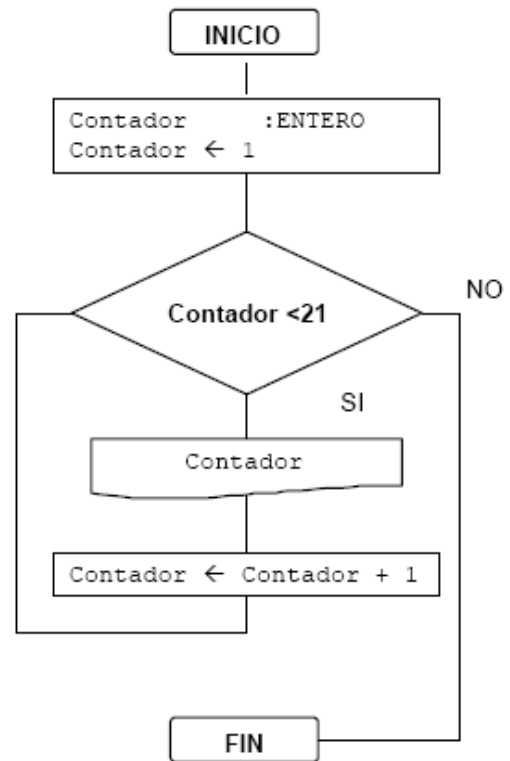 INICIO
Contador :ENTERO
Contador ← 1
Contador <21
NO
SI
Contador
Contador ← Contador + 1
FIN